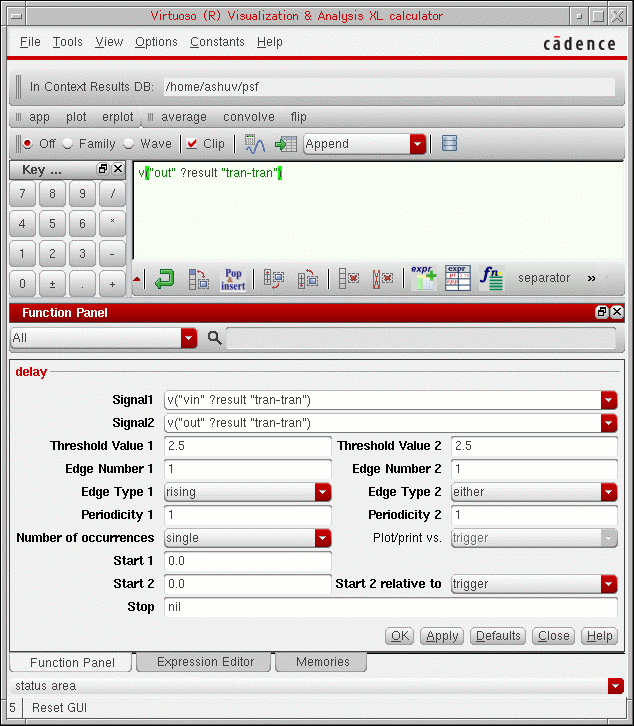 Virtuoso (R) Visualization & Analysis XL calculator
File Tools View Options Constants Help
cādence
In Context Results DB: /home/ashuv/psf
app plot erplot average convolve flip
Off Family Wave Clip Append
Key ...
7 8 9 /
4 5 6 *
1 2 3 -
0 ± . +
v("out" ?result "tran-tran")
Pop & insert expr expr fn separator »
Function Panel
All
delay
Signal1 v("vin" ?result "tran-tran")
Signal2 v("out" ?result "tran-tran")
Threshold Value 1 2.5 Threshold Value 2 2.5
Edge Number 1 1 Edge Number 2 1
Edge Type 1 rising Edge Type 2 either
Periodicity 1 1 Periodicity 2 1
Number of occurrences single Plot/print vs. trigger
Start 1 0.0
Start 2 0.0 Start 2 relative to trigger
Stop nil
OK Apply Defaults Close Help
Function Panel Expression Editor Memories
status area
5 Reset GUI